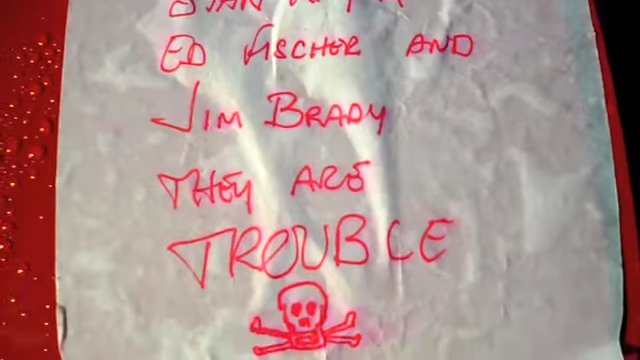 ED FISCHER AND
JIM BRADY
THEY ARE
TROUBLE